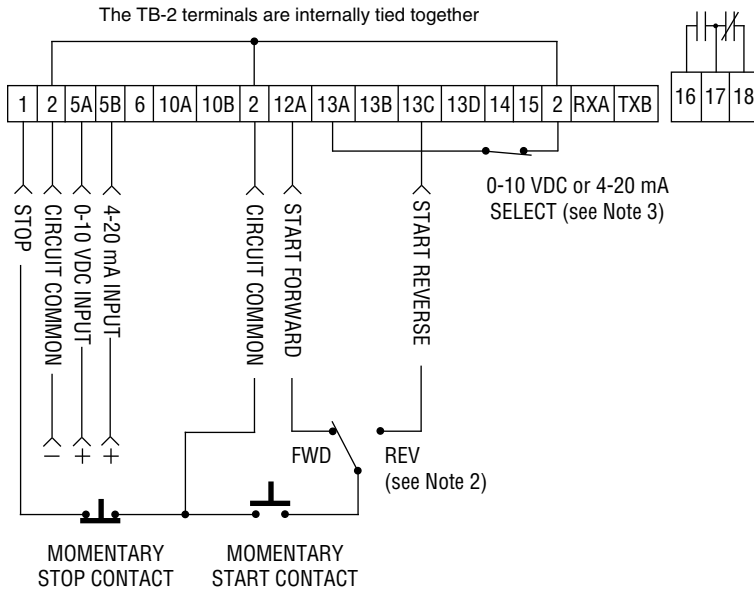 The TB-2 terminals are internally tied together
1 2 5A 5B 6 10A 10B 2 12A 13A 13B 13C 13D 14 15 2 RXA TXB
16 17 18
STOP
CIRCUIT COMMON
0-10 VDC INPUT
4-20 mA INPUT
CIRCUIT COMMON
START FORWARD
START REVERSE
0-10 VDC or 4-20 mA
SELECT (see Note 3)
– + +
FWD
REV
(see Note 2)
MOMENTARY
STOP CONTACT
MOMENTARY
START CONTACT